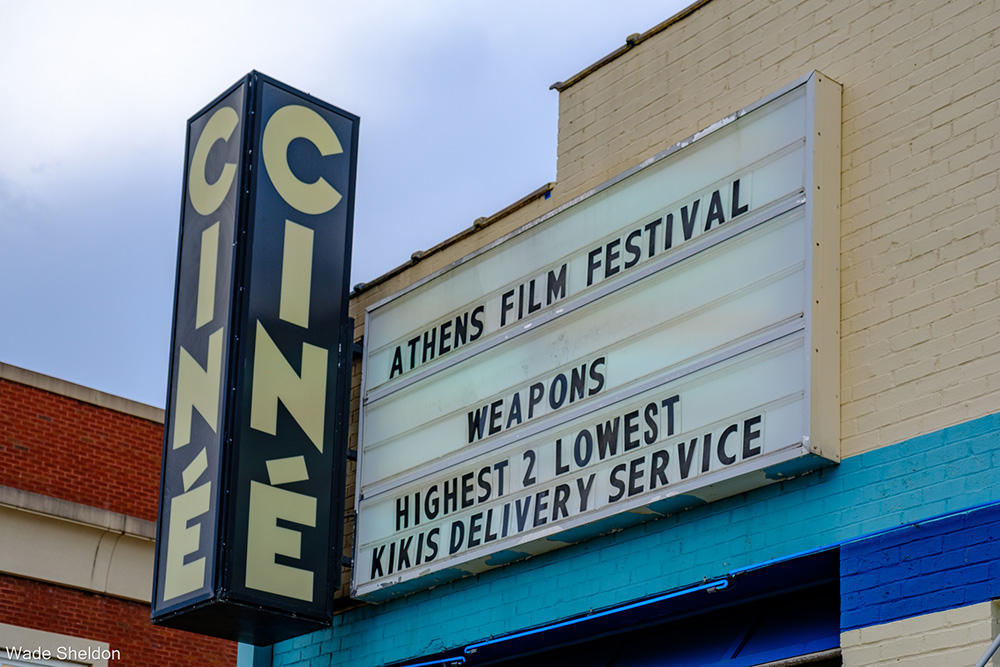 CINÉ
CINÉ
ATHENS FILM FESTIVAL
WEAPONS
HIGHEST 2 LOWEST
KIKIS DELIVERY SERVICE
Wade Sheldon